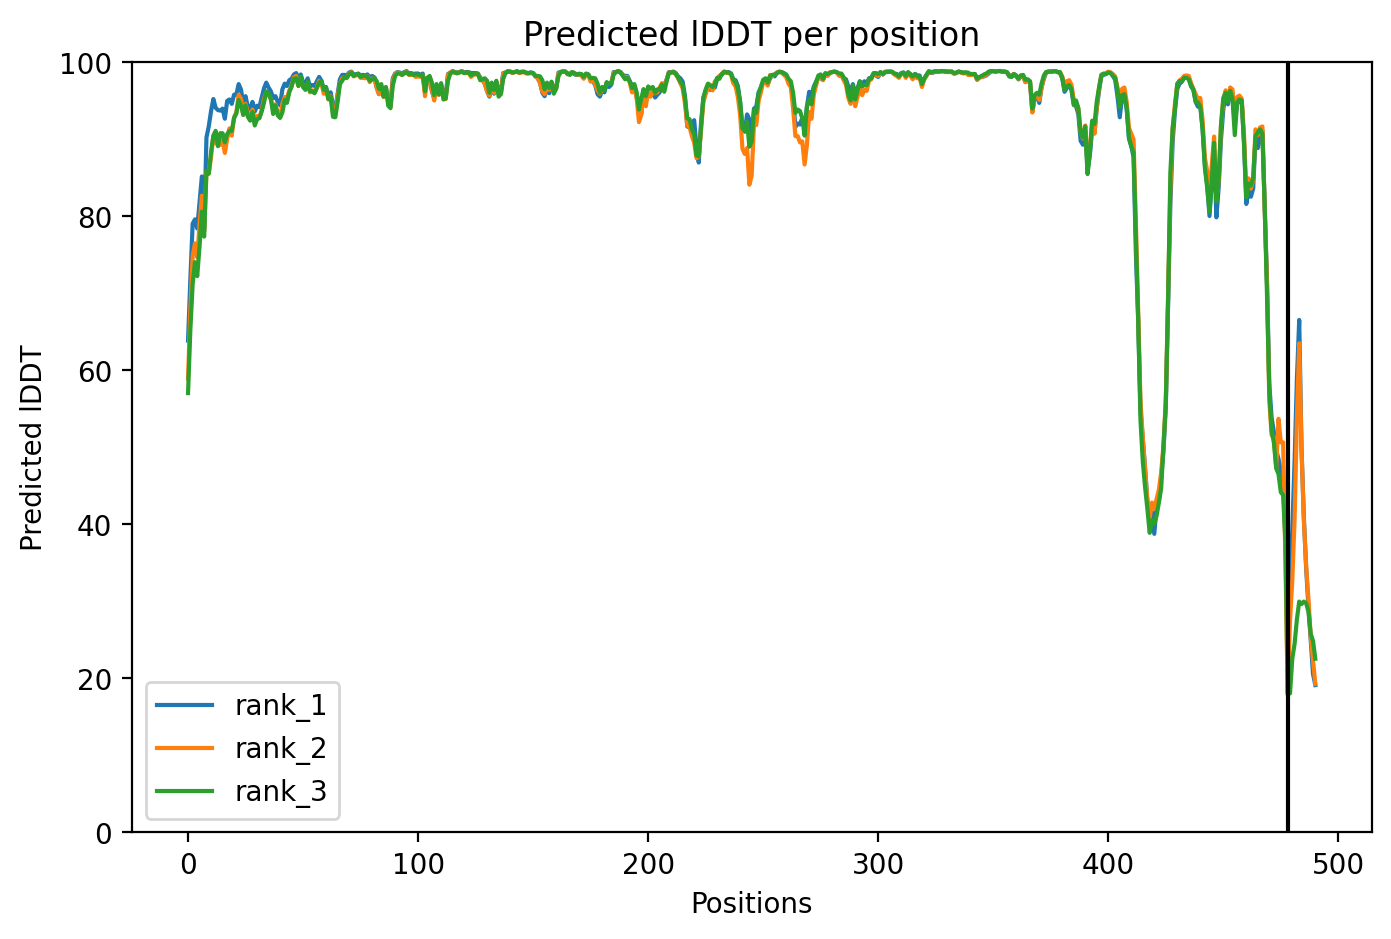 Predicted lDDT per position
100
80
60
40
20
0
Predicted lDDT
rank_1
rank_2
rank_3
0 100 200 300 400 500
Positions